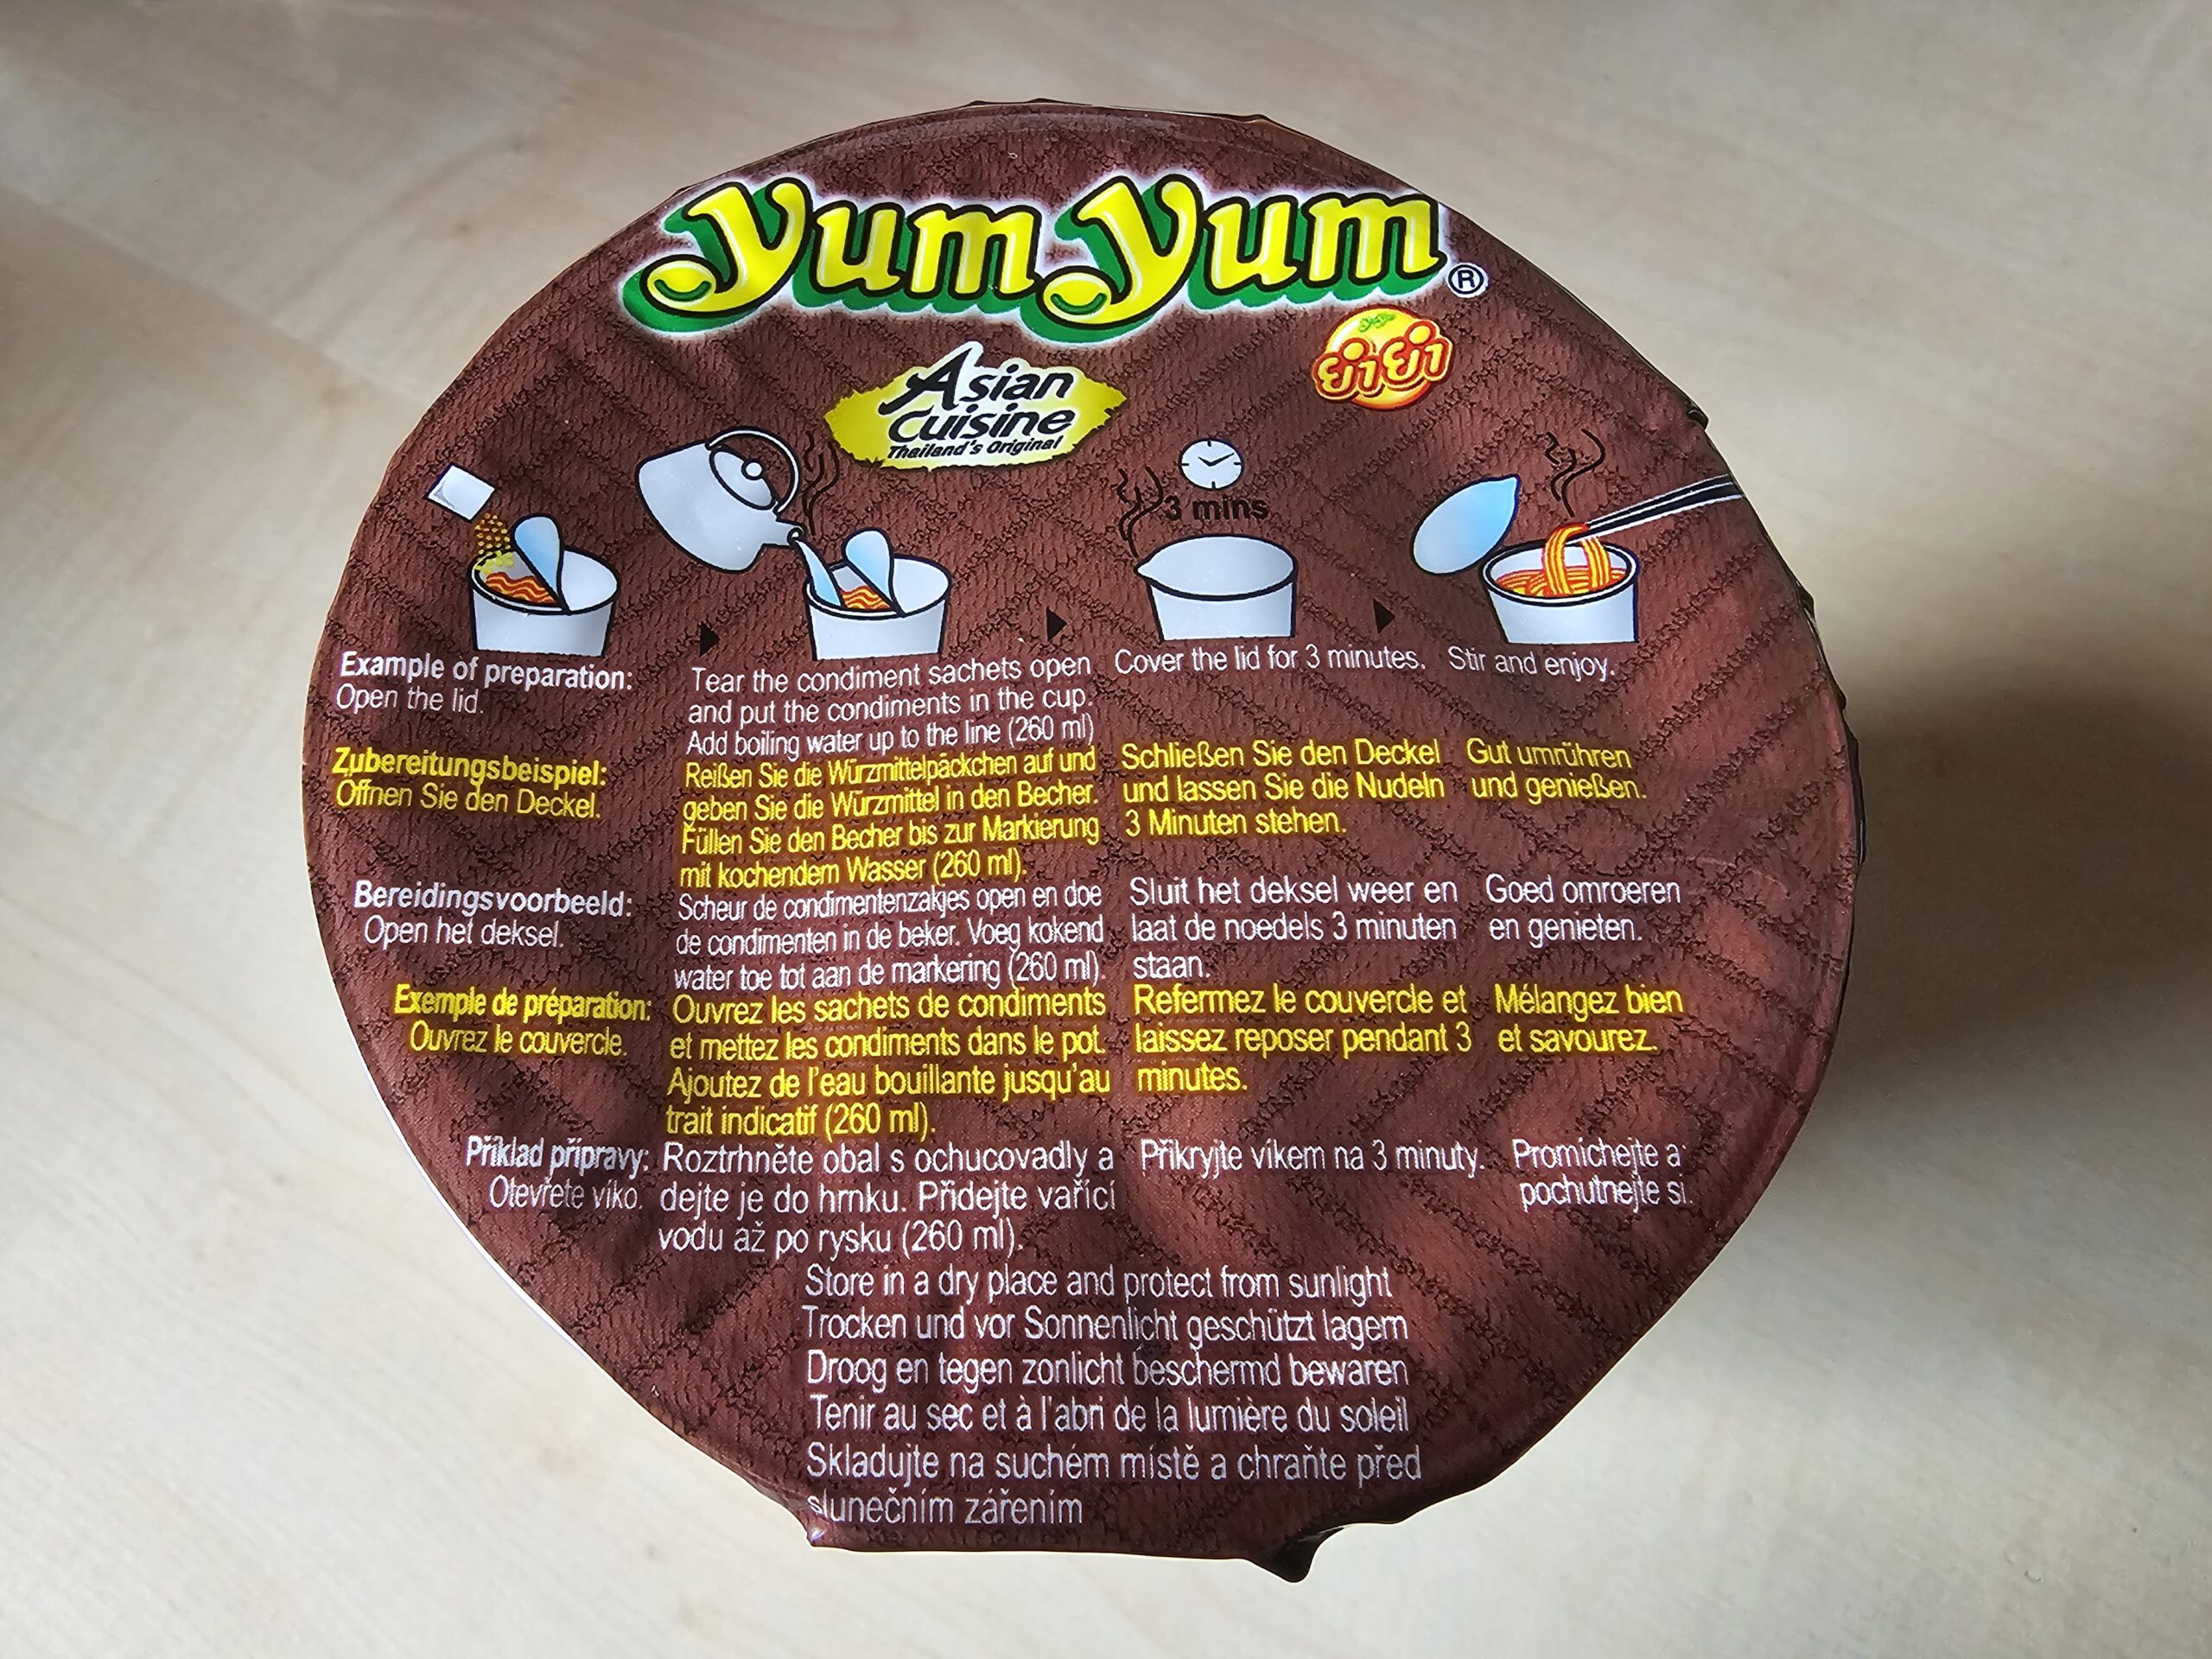 yum yum ®
ยำยำ
Asian
Cuisine
Thailand's Original
3 mins
Example of preparation:
Open the lid.
Tear the condiment sachets open
and put the condiments in the cup.
Add boiling water up to the line (260 ml)
Cover the lid for 3 minutes.
Stir and enjoy.
Zubereitungsbeispiel:
Öffnen Sie den Deckel.
Reißen Sie die Würzmittelpäckchen auf und
geben Sie die Würzmittel in den Becher.
Füllen Sie den Becher bis zur Markierung
mit kochendem Wasser (260 ml).
Schließen Sie den Deckel
und lassen Sie die Nudeln
3 Minuten stehen.
Gut umrühren
und genießen.
Bereidingsvoorbeeld:
Open het deksel.
Scheur de condimentenzakjes open en doe
de condimenten in de beker. Voeg kokend
water toe tot aan de markering (260 ml).
Sluit het deksel weer en
laat de noedels 3 minuten
staan.
Goed omroeren
en genieten.
Exemple de préparation:
Ouvrez le couvercle.
Ouvrez les sachets de condiments
et mettez les condiments dans le pot.
Ajoutez de l'eau bouillante jusqu'au
trait indicatif (260 ml).
Refermez le couvercle et
laissez reposer pendant 3
minutes.
Mélangez bien
et savourez.
Příklad přípravy:
Otevřete víko.
Roztrhněte obal s ochucovadly a
dejte je do hrnku. Přidejte vařící
vodu až po rysku (260 ml).
Přikryjte víkem na 3 minuty.
Promíchejte a
pochutnejte si.
Store in a dry place and protect from sunlight
Trocken und vor Sonnenlicht geschützt lagern
Droog en tegen zonlicht beschermd bewaren
Tenir au sec et à l'abri de la lumière du soleil
Skladujte na suchém místě a chraňte před
slunečním zářením